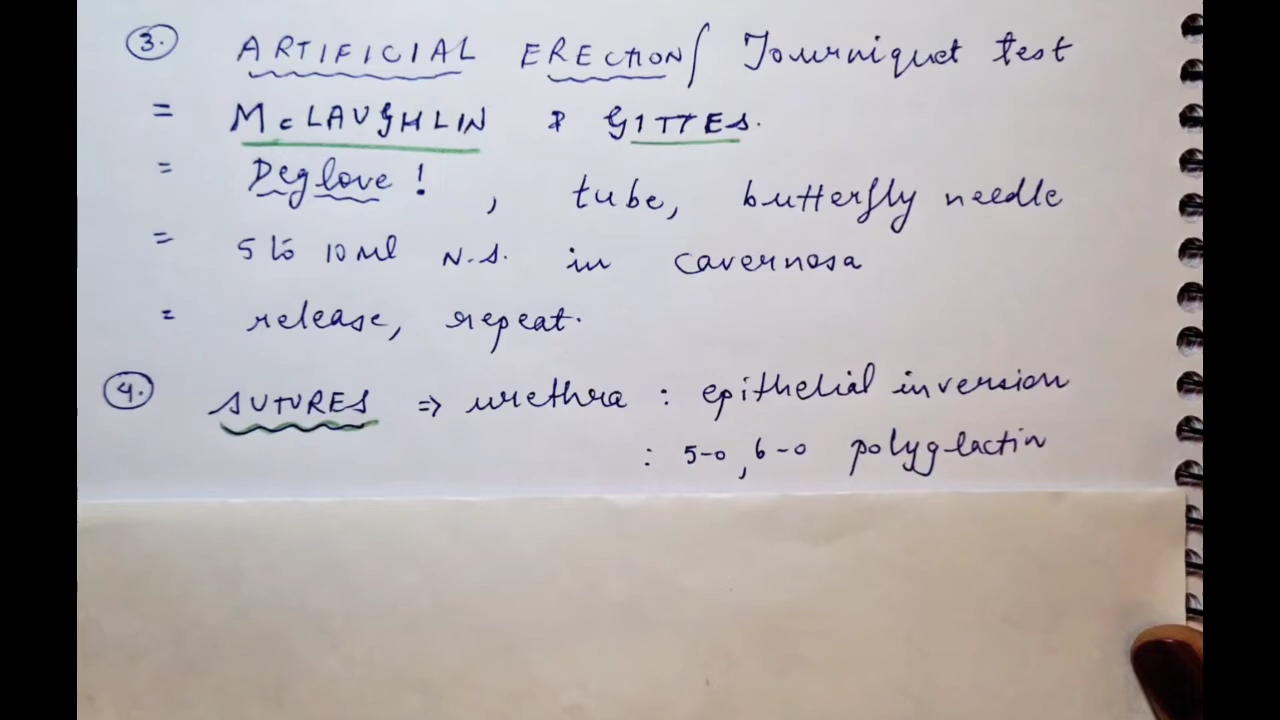 3. ARTIFICIAL ERECTION/ Tourniquet test
= McLAUGHLIN & GITTES.
= Deglove! , tube, butterfly needle
= 5 to 10 ml N.S. in cavernosa
= release, repeat.
4. SUTURES => urethra : epithelial inversion
: 5-0, 6-0 polyglactin